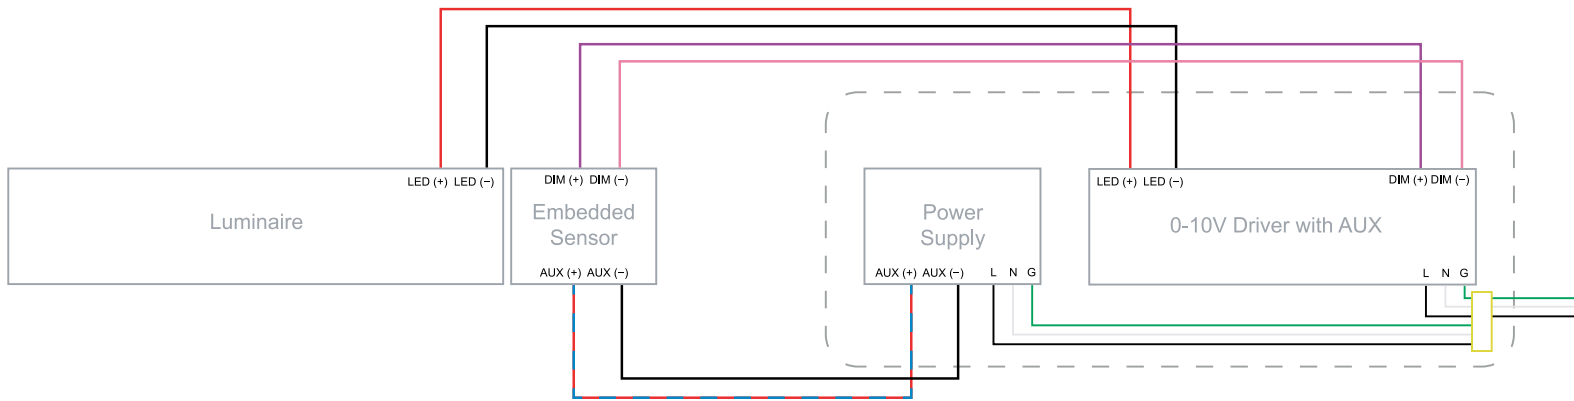 LED (+) LED (–)
Luminaire
DIM (+) DIM (–)
Embedded
Sensor
AUX (+) AUX (–)
Power
Supply
AUX (+) AUX (–) L N G
LED (+) LED (–) DIM (+) DIM (–)
0-10V Driver with AUX
L N G